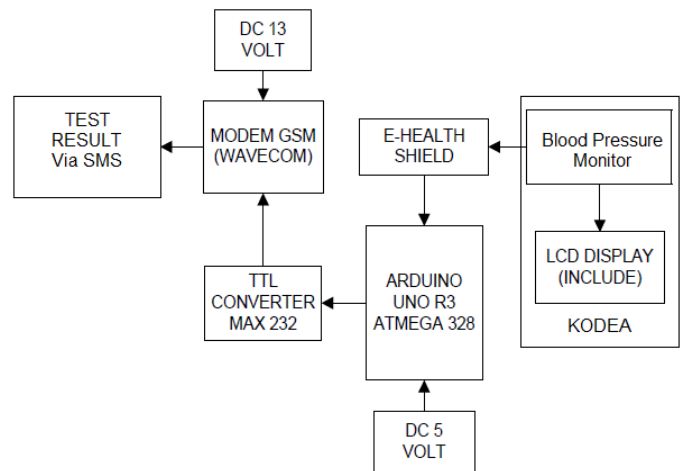 DC 13
VOLT
TEST
RESULT
Via SMS
MODEM GSM
(WAVECOM)
E-HEALTH
SHIELD
Blood Pressure
Monitor
LCD DISPLAY
(INCLUDE)
KODEA
TTL
CONVERTER
MAX 232
ARDUINO
UNO R3
ATMEGA 328
DC 5
VOLT